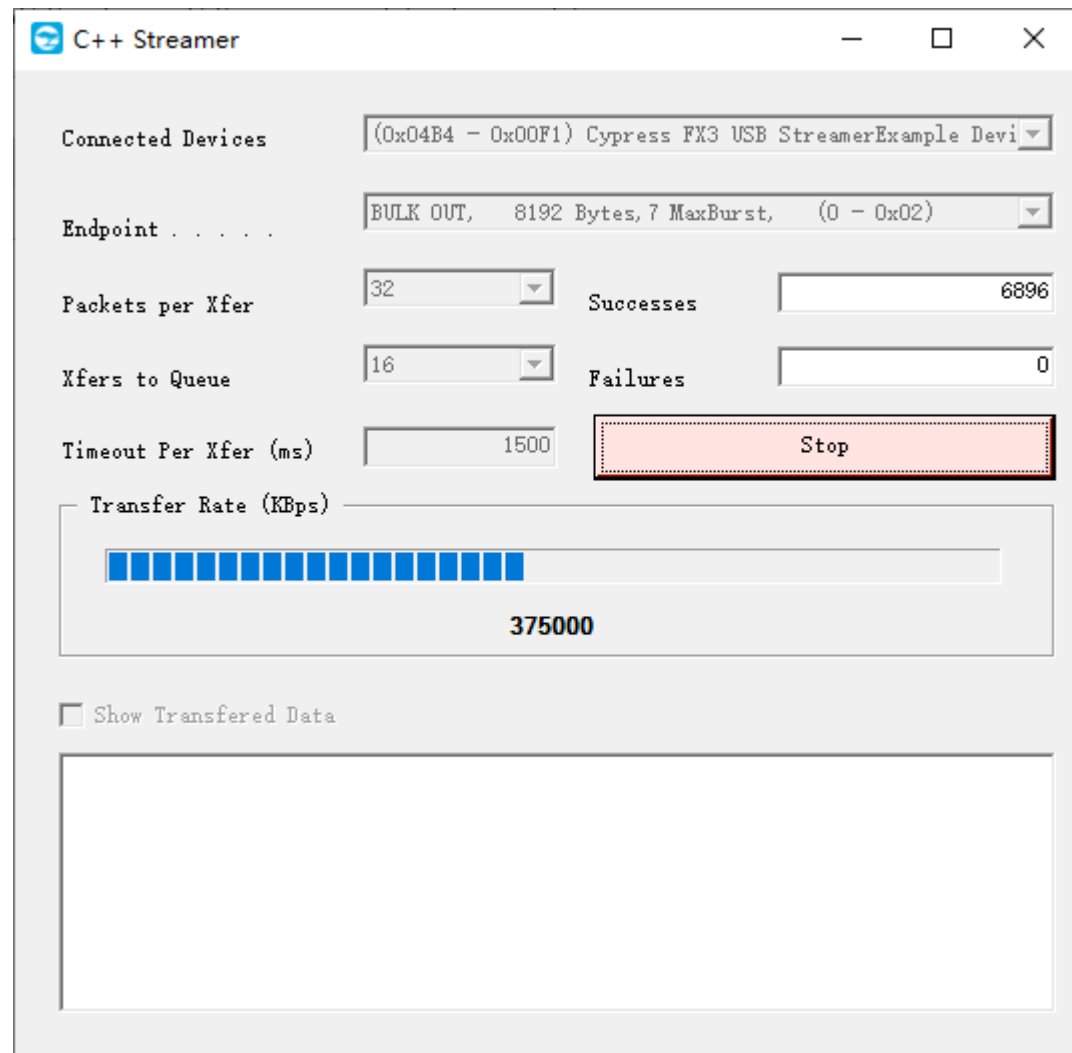 C++ Streamer
Connected Devices
(0x04B4 - 0x00F1) Cypress FX3 USB StreamerExample Devi
Endpoint . . . . .
BULK OUT, 8192 Bytes, 7 MaxBurst, (0 - 0x02)
Packets per Xfer
32
Successes
6896
Xfers to Queue
16
Failures
0
Timeout Per Xfer (ms)
1500
Stop
Transfer Rate (KBps)
375000
Show Transfered Data